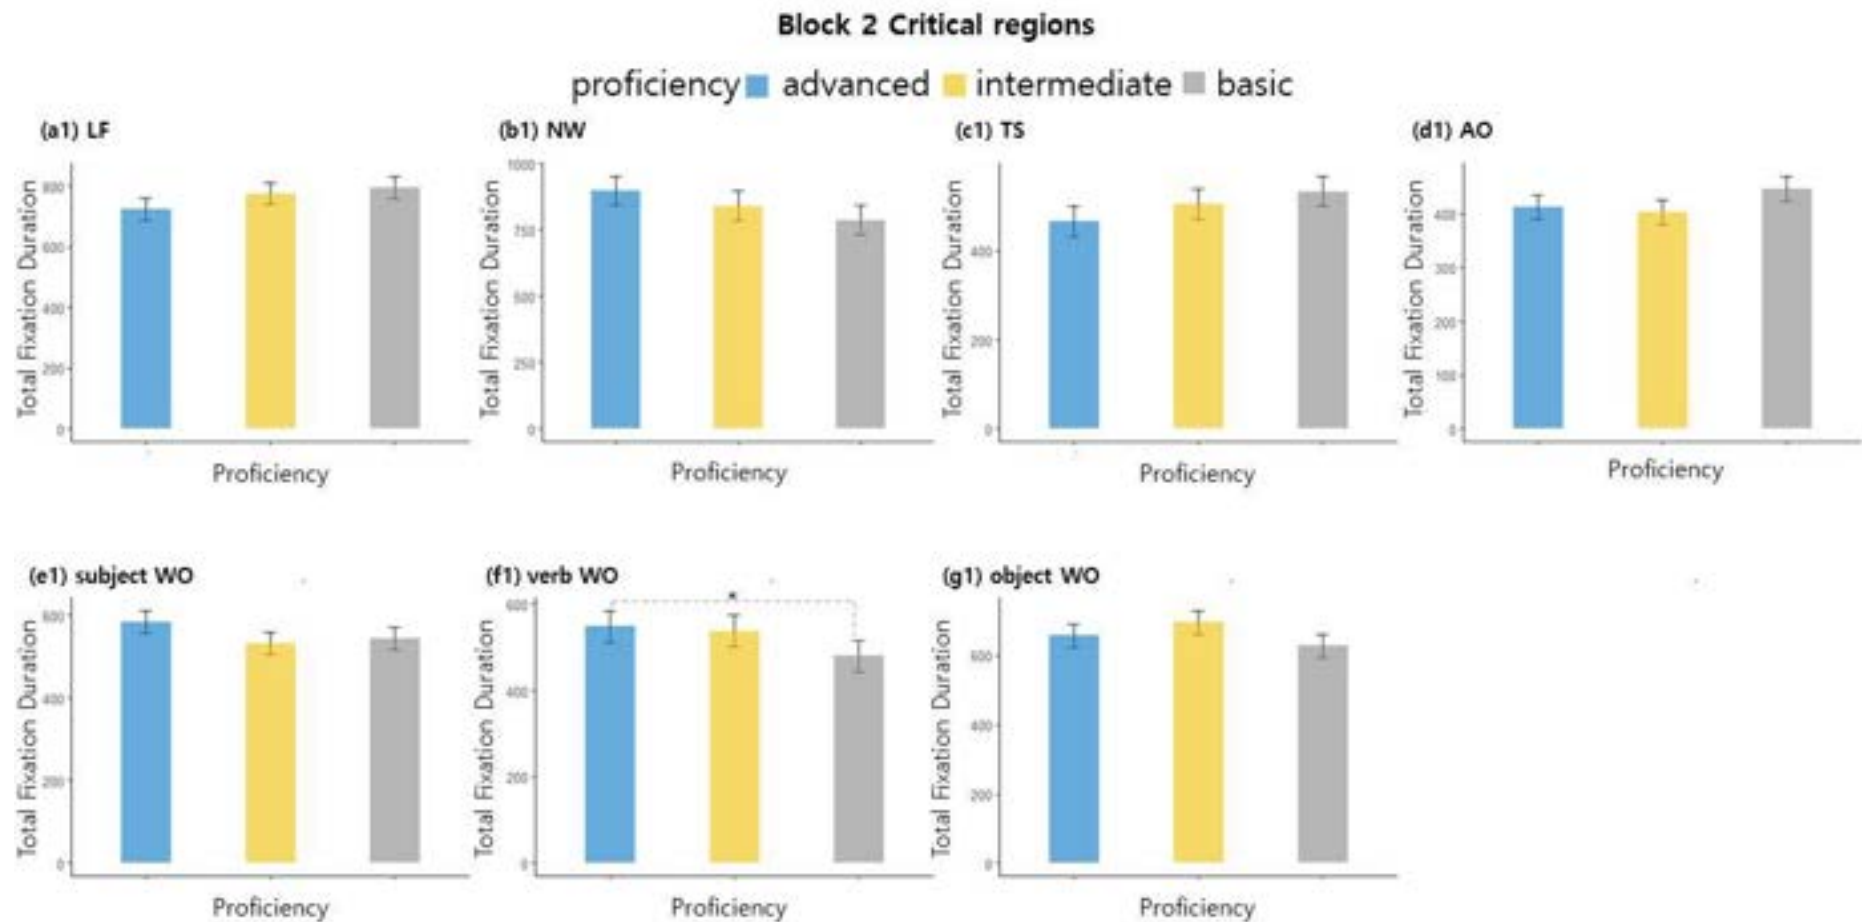 Block 2 Critical regions
proficiency advanced intermediate basic
(a1) LF
(b1) NW
(c1) TS
(d1) AO
Total Fixation Duration
800
600
400
200
0
Proficiency
Total Fixation Duration
1000
750
500
250
0
Proficiency
Total Fixation Duration
400
200
0
Proficiency
Total Fixation Duration
400
300
200
100
0
Proficiency
(e1) subject WO
(f1) verb WO
(g1) object WO
Total Fixation Duration
600
400
200
0
Proficiency
Total Fixation Duration
600
400
200
0
*
Proficiency
Total Fixation Duration
600
400
200
0
Proficiency